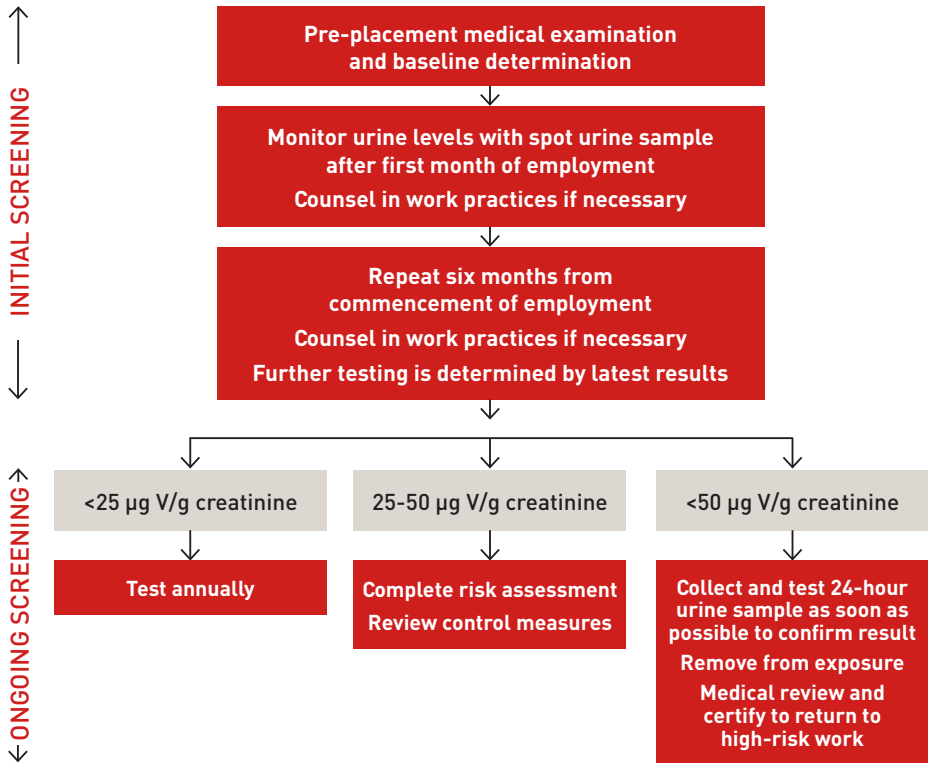 INITIAL SCREENING
Pre-placement medical examination
and baseline determination
Monitor urine levels with spot urine sample
after first month of employment
Counsel in work practices if necessary
Repeat six months from
commencement of employment
Counsel in work practices if necessary
Further testing is determined by latest results
ONGOING SCREENING
<25 µg V/g creatinine
Test annually
25-50 µg V/g creatinine
Complete risk assessment
Review control measures
<50 µg V/g creatinine
Collect and test 24-hour
urine sample as soon as
possible to confirm result
Remove from exposure
Medical review and
certify to return to
high-risk work